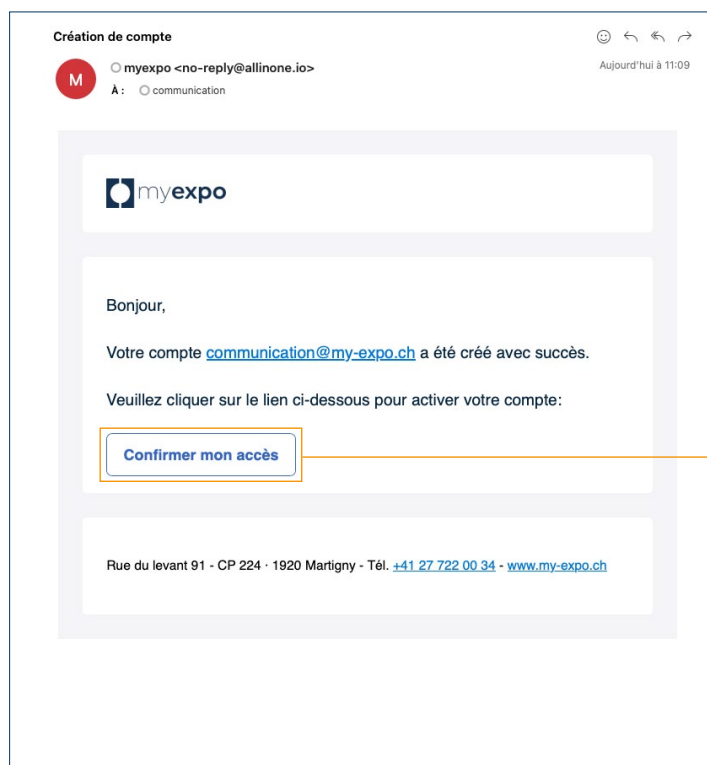 Création de compte
myexpo <no-reply@allinone.io>
Aujourd'hui à 11:09
M
À : communication
myexpo
Bonjour,
Votre compte communication@my-expo.ch a été créé avec succès.
Veuillez cliquer sur le lien ci-dessous pour activer votre compte:
Confirmer mon accès
Rue du levant 91 - CP 224 · 1920 Martigny - Tél. +41 27 722 00 34 - www.my-expo.ch